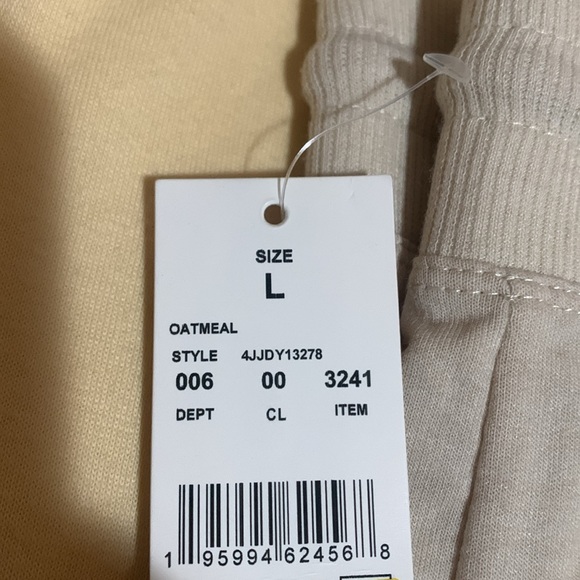 SIZE
L
OATMEAL
STYLE 4JJDY13278
006 00 3241
DEPT CL ITEM
1 95994 62456 8